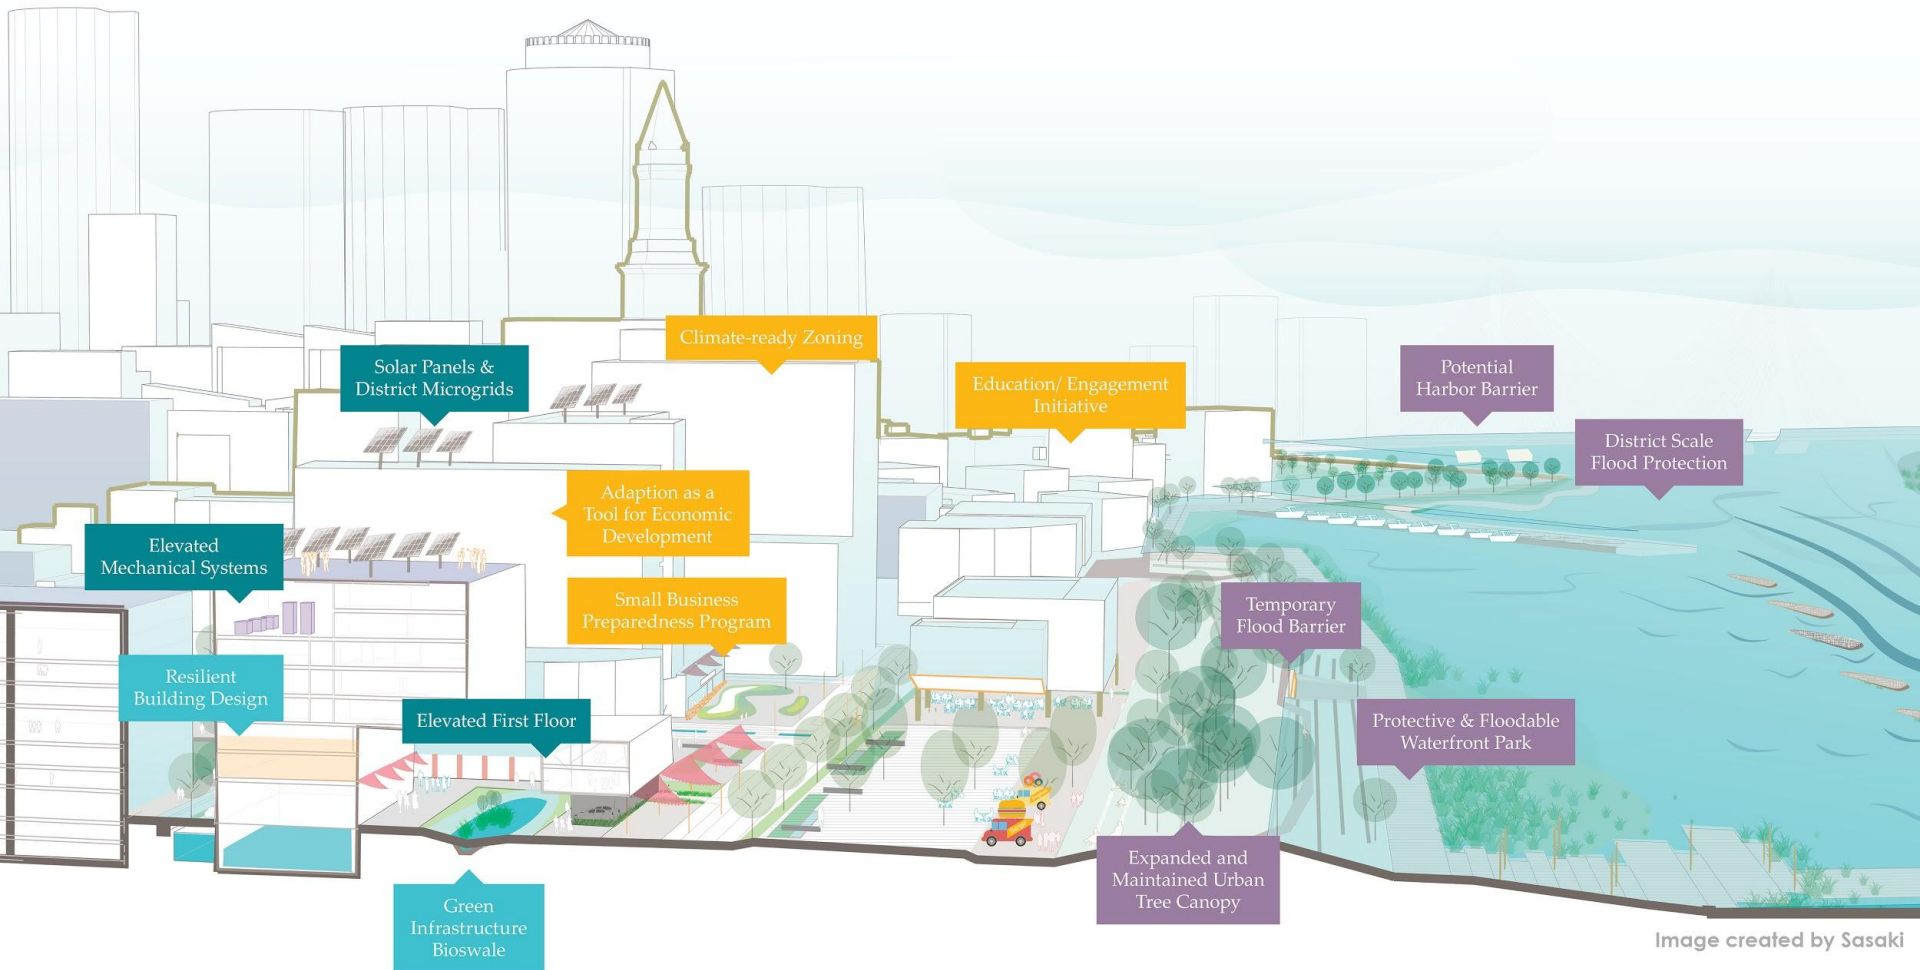 Climate-ready Zoning
Solar Panels &
District Microgrids
Education/ Engagement
Initiative
Potential
Harbor Barrier
District Scale
Flood Protection
Adaption as a
Tool for Economic
Development
Elevated
Mechanical Systems
Small Business
Preparedness Program
Temporary
Flood Barrier
Resilient
Building Design
Elevated First Floor
Protective & Floodable
Waterfront Park
Expanded and
Maintained Urban
Tree Canopy
Green
Infrastructure
Bioswale
Image created by Sasaki